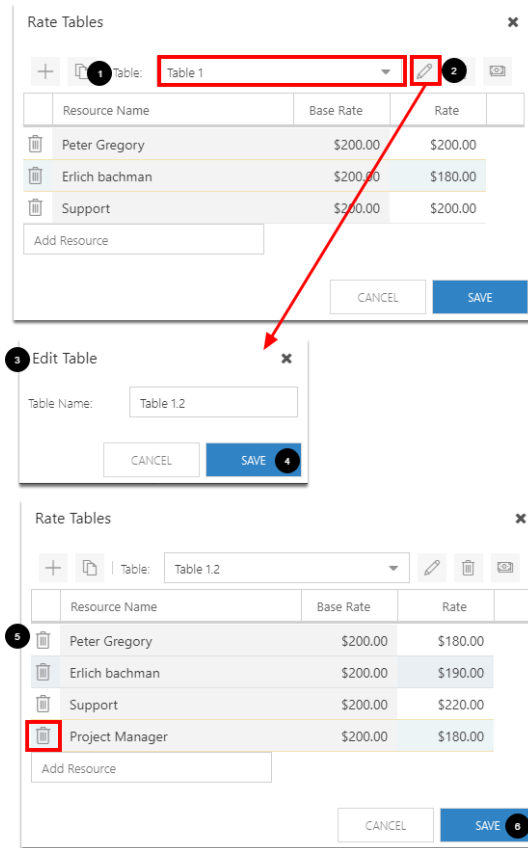 Rate Tables
1 Table: Table 1 2
Resource Name Base Rate Rate
Peter Gregory $200.00 $200.00
Erlich bachman $200.00 $180.00
Support $200.00 $200.00
Add Resource
CANCEL SAVE
3 Edit Table
Table Name: Table 1.2
CANCEL SAVE 4
Rate Tables
Table: Table 1.2
Resource Name Base Rate Rate
5 Peter Gregory $200.00 $180.00
Erlich bachman $200.00 $190.00
Support $200.00 $220.00
Project Manager $200.00 $180.00
Add Resource
CANCEL SAVE 6